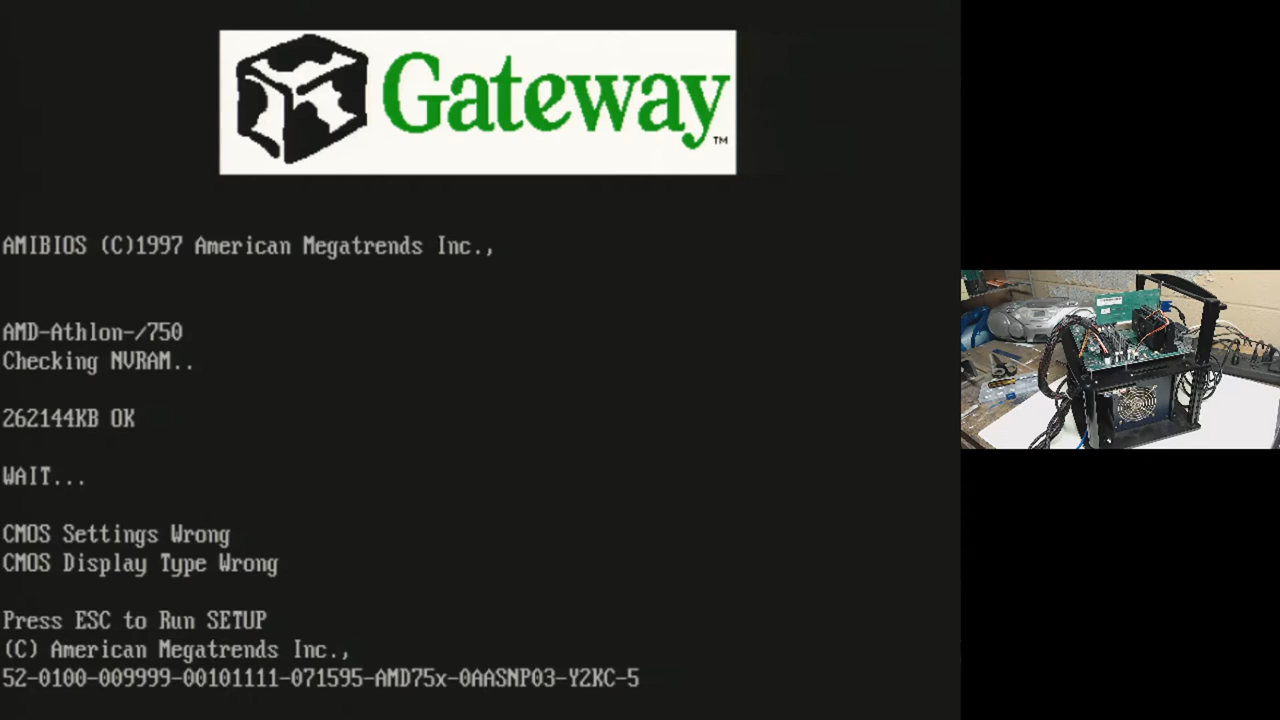 Gateway™
AMIBIOS (C)1997 American Megatrends Inc.,
AMD-Athlon-/750
Checking NVRAM..
262144KB OK
WAIT...
CMOS Settings Wrong
CMOS Display Type Wrong
Press ESC to Run SETUP
(C) American Megatrends Inc.,
52-0100-009999-00101111-071595-AMD75x-0AASNP03-Y2KC-5